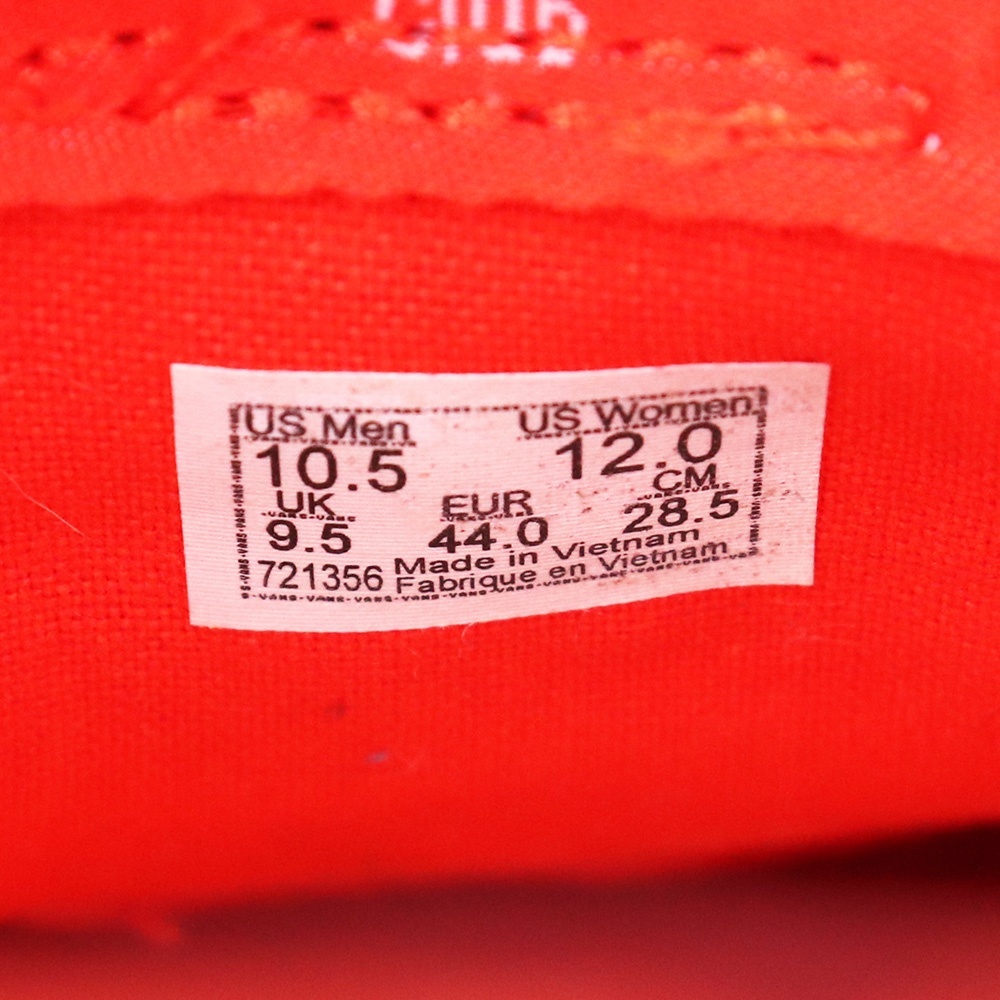 US Men US Women
10.5 12.0
UK EUR CM
9.5 44.0 28.5
721356 Made in Vietnam
Fabrique en Vietnam